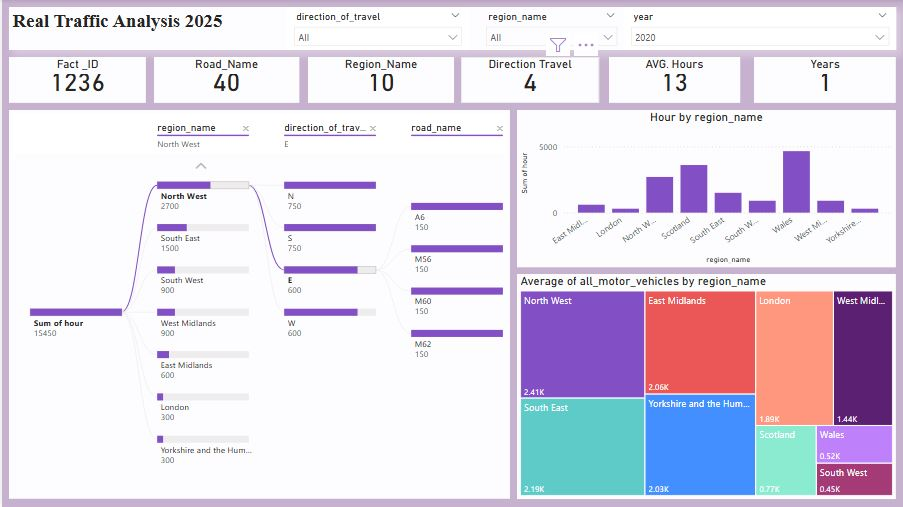 Real Traffic Analysis 2025
direction_of_travel
All
region_name
All
year
2020
Fact _ID
1236
Road_Name
40
Region_Name
10
Direction Travel
4
AVG. Hours
13
Years
1
region_name
North West
direction_of_trav...
E
road_name
Sum of hour
15450
North West
2700
South East
1500
South West
900
West Midlands
900
East Midlands
600
London
300
Yorkshire and the Hum...
300
N
750
S
750
E
600
W
600
A6
150
M56
150
M60
150
M62
150
Hour by region_name
Sum of hour
5000
0
East Midl...
London
North W...
Scotland
South East
South W...
Wales
West Mi...
Yorkshire...
region_name
Average of all_motor_vehicles by region_name
North West
2.41K
East Midlands
2.06K
London
1.89K
West Midl...
1.44K
South East
2.19K
Yorkshire and the Hum...
2.03K
Scotland
0.77K
Wales
0.52K
South West
0.45K